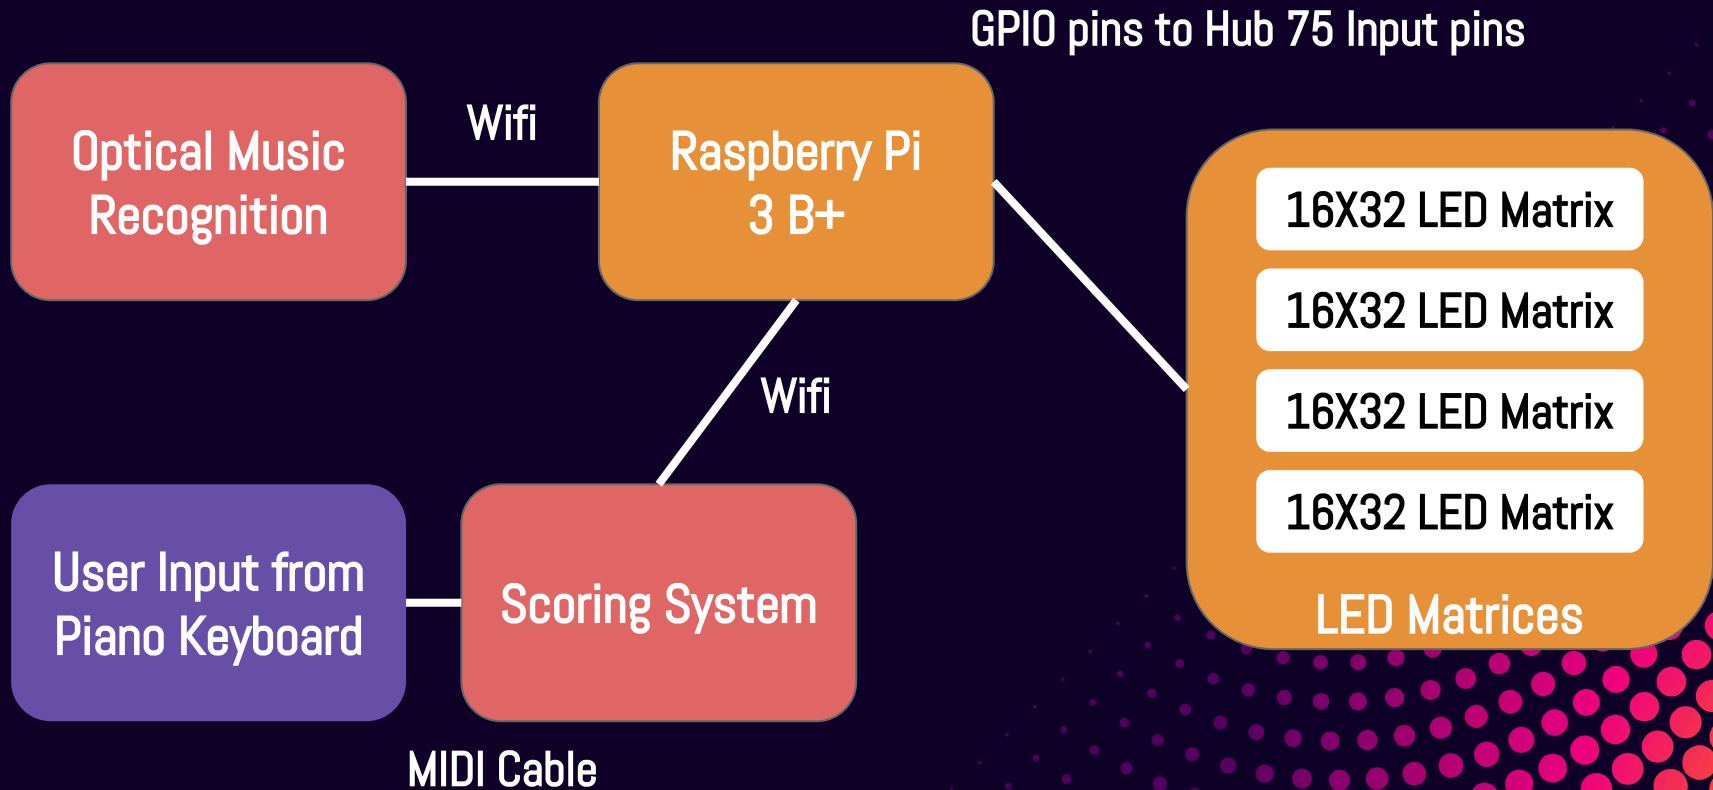 GPIO pins to Hub 75 Input pins
Optical Music
Recognition
Wifi
Raspberry Pi
3 B+
16X32 LED Matrix
16X32 LED Matrix
16X32 LED Matrix
16X32 LED Matrix
LED Matrices
Wifi
User Input from
Piano Keyboard
Scoring System
MIDI Cable